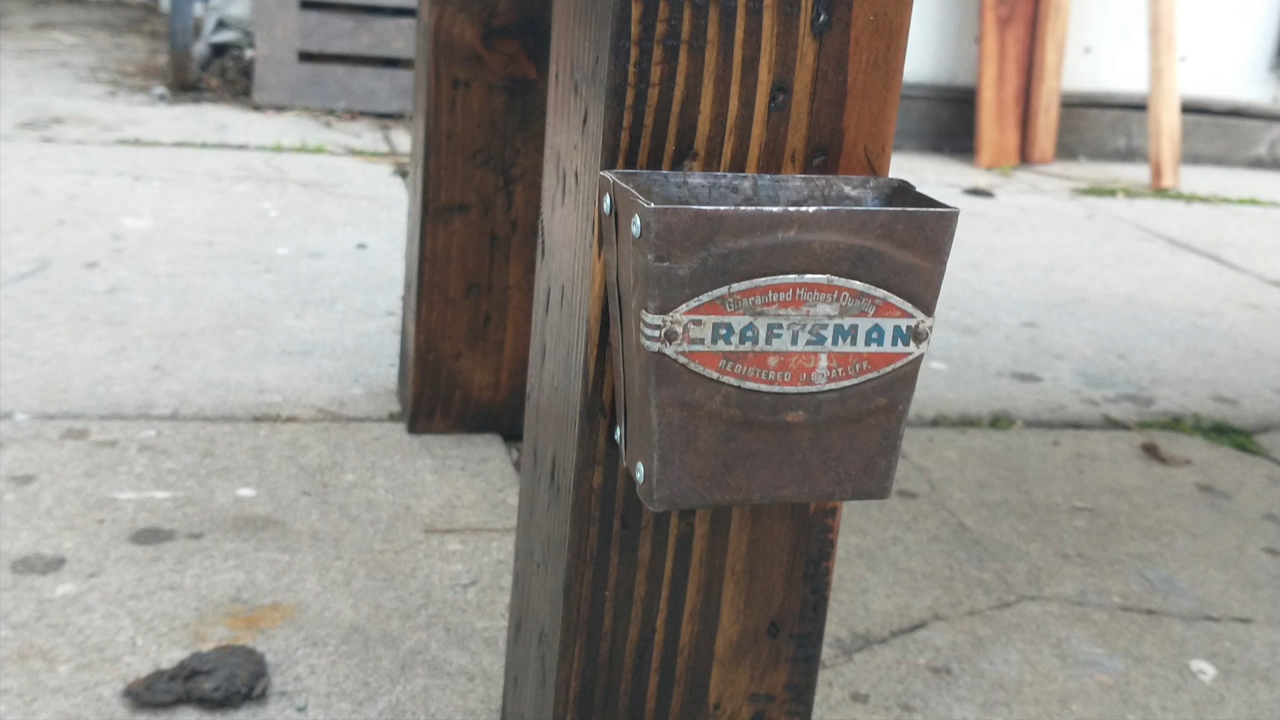 Guaranteed Highest Quality
CRAFTSMAN
REGISTERED U.S. PAT. OFF.